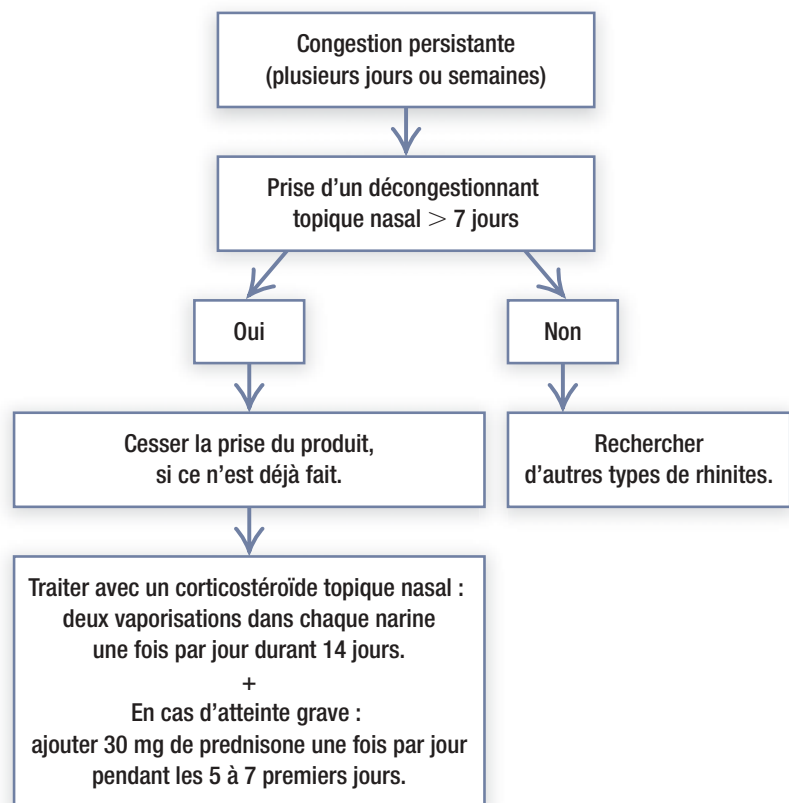 Congestion persistante
(plusieurs jours ou semaines)
Prise d'un décongestionnant
topique nasal > 7 jours
Oui
Non
Cesser la prise du produit,
si ce n'est déjà fait.
Rechercher
d'autres types de rhinites.
Traiter avec un corticostéroïde topique nasal :
deux vaporisations dans chaque narine
une fois par jour durant 14 jours.
+
En cas d'atteinte grave :
ajouter 30 mg de prednisone une fois par jour
pendant les 5 à 7 premiers jours.